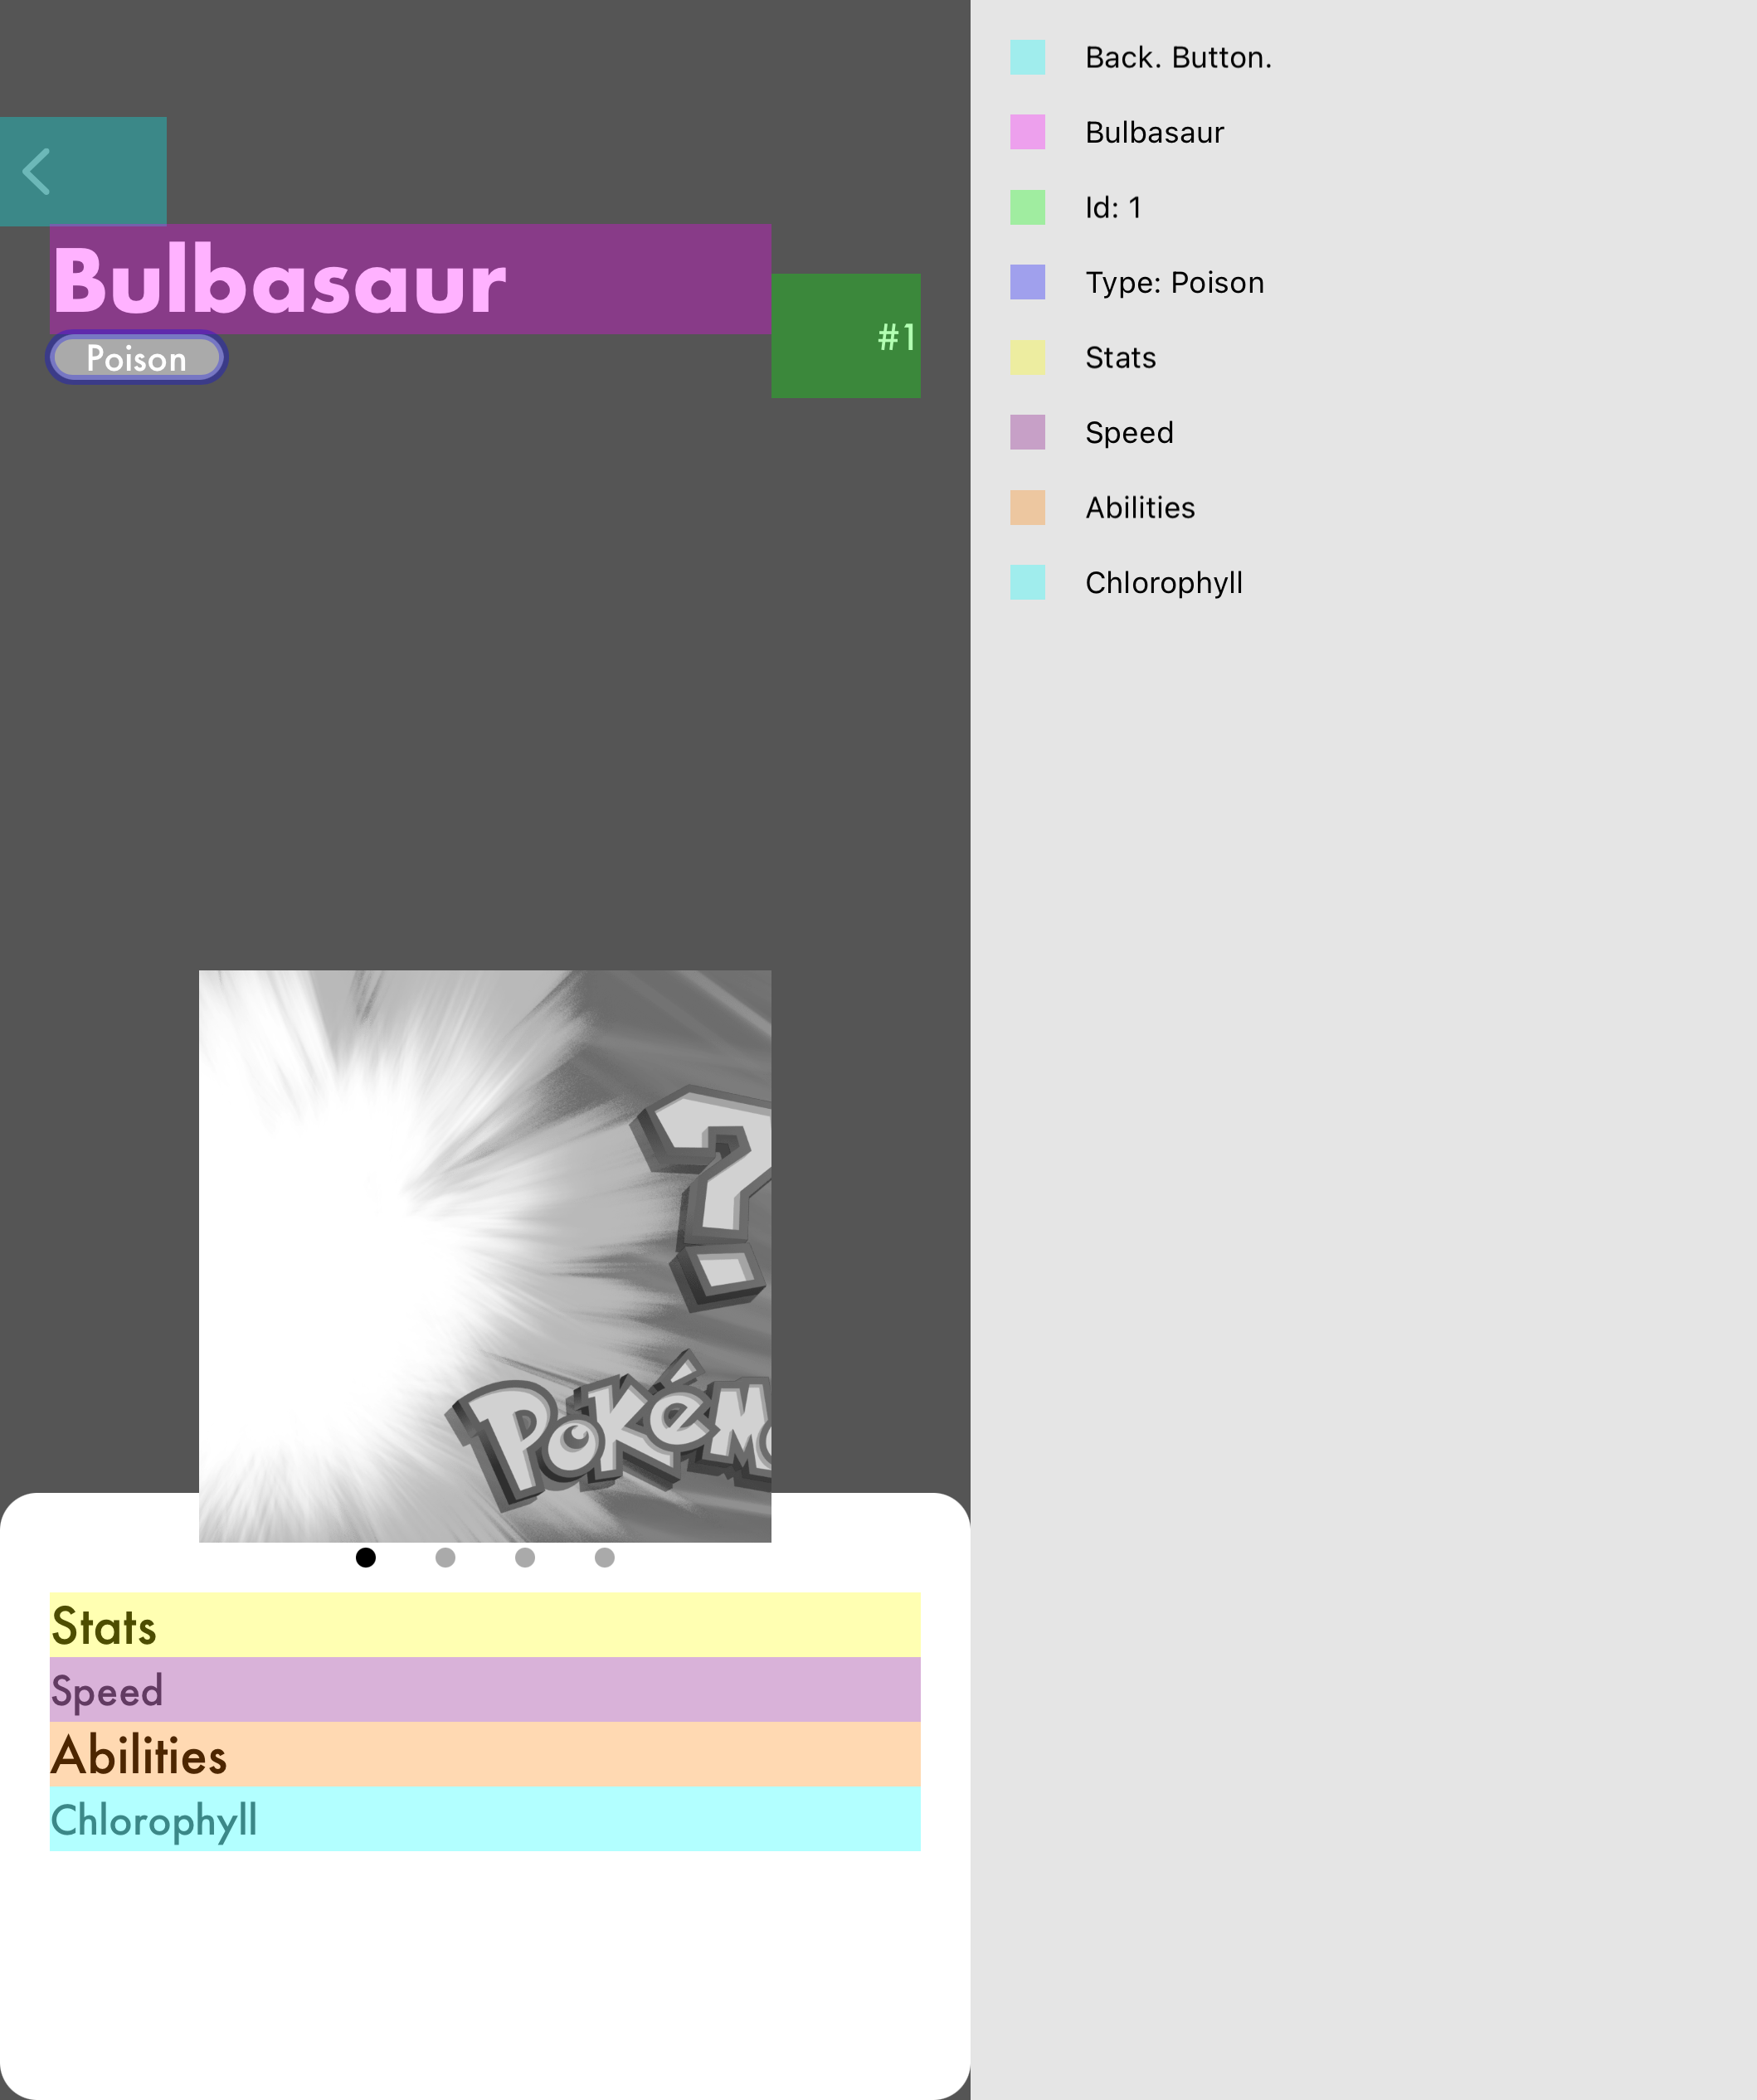 Bulbasaur
Poison
#1
?
Pokém
Stats
Speed
Abilities
Chlorophyll
Back. Button.
Bulbasaur
Id: 1
Type: Poison
Stats
Speed
Abilities
Chlorophyll